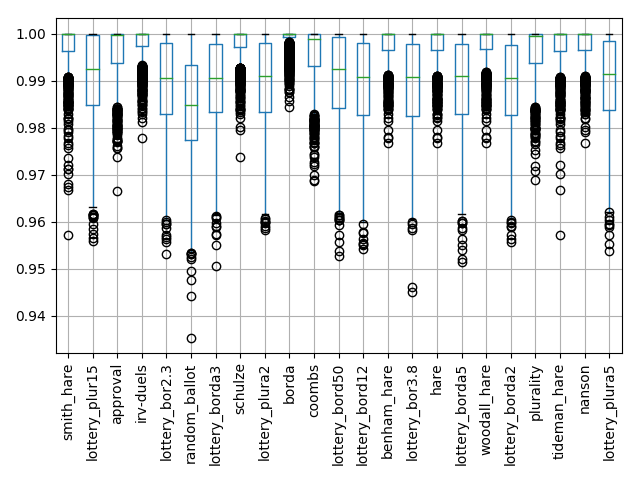 1.00
0.99
0.98
0.97
0.96
0.95
0.94
smith_hare
lottery_plur15
approval
irv-duels
lottery_bor2.3
random_ballot
lottery_borda3
schulze
lottery_plura2
borda
coombs
lottery_bord50
lottery_bord12
benham_hare
lottery_bor3.8
hare
lottery_borda5
woodall_hare
lottery_borda2
plurality
tideman_hare
nanson
lottery_plura5